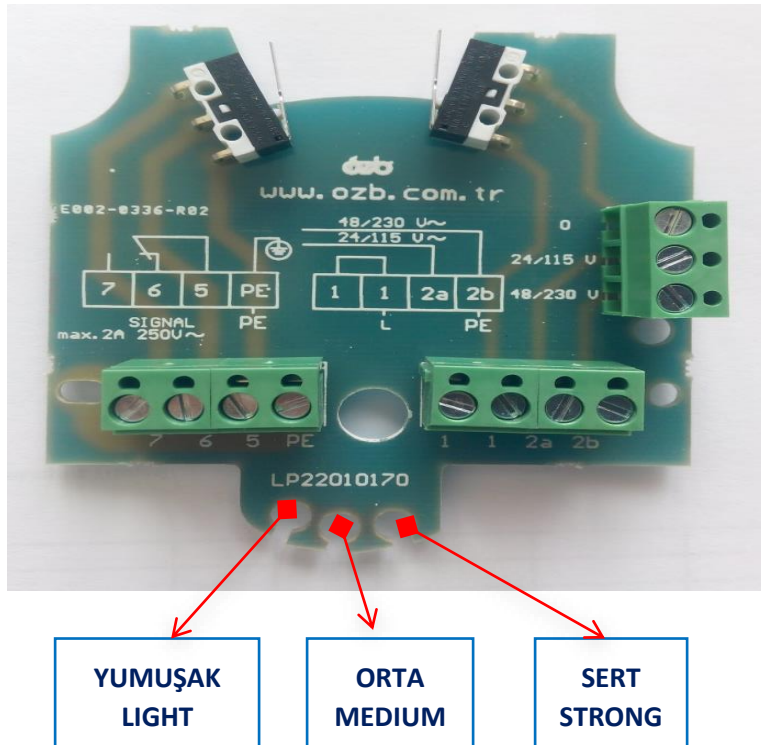 özb
www.ozb.com.tr
E002-0336-R02
48/230 V~
24/115 V~
0
24/115 V
48/230 V
7 6 5 PE
1 1 2a 2b
SIGNAL PE
max.2A 250V~
L PE
7 6 5 PE
1 1 2a 2b
LP22010170
YUMUŞAK
LIGHT
ORTA
MEDIUM
SERT
STRONG